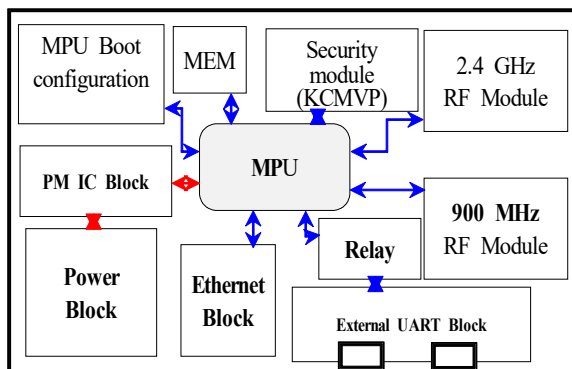 MPU Boot
configuration
MEM
Security
module
(KCMVP)
2.4 GHz
RF Module
MPU
PM IC Block
900 MHz
RF Module
Power
Block
Ethernet
Block
Relay
External UART Block